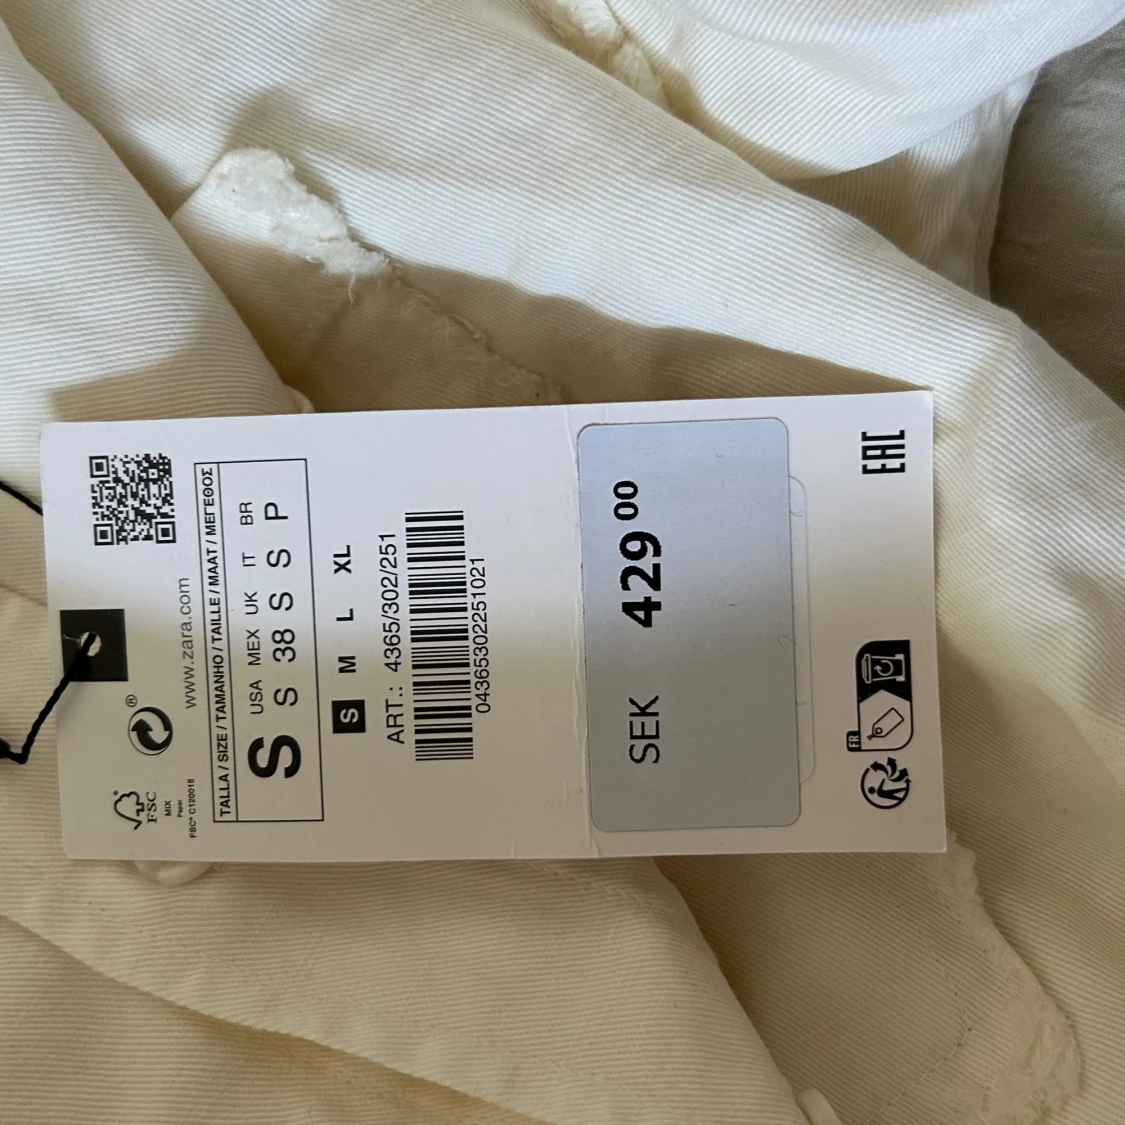 www.zara.com
FSC® C120016
MIX
Paper
FSC
®
TALLA / SIZE / TAMANHO / TAILLE / MAAT / ΜΕΓΕΘΟΣ
USA MEX UK IT BR
S S 38 S S P
S M L XL
ART.: 4365/302/251
04365302251021
SEK 429 00
FR
EAC